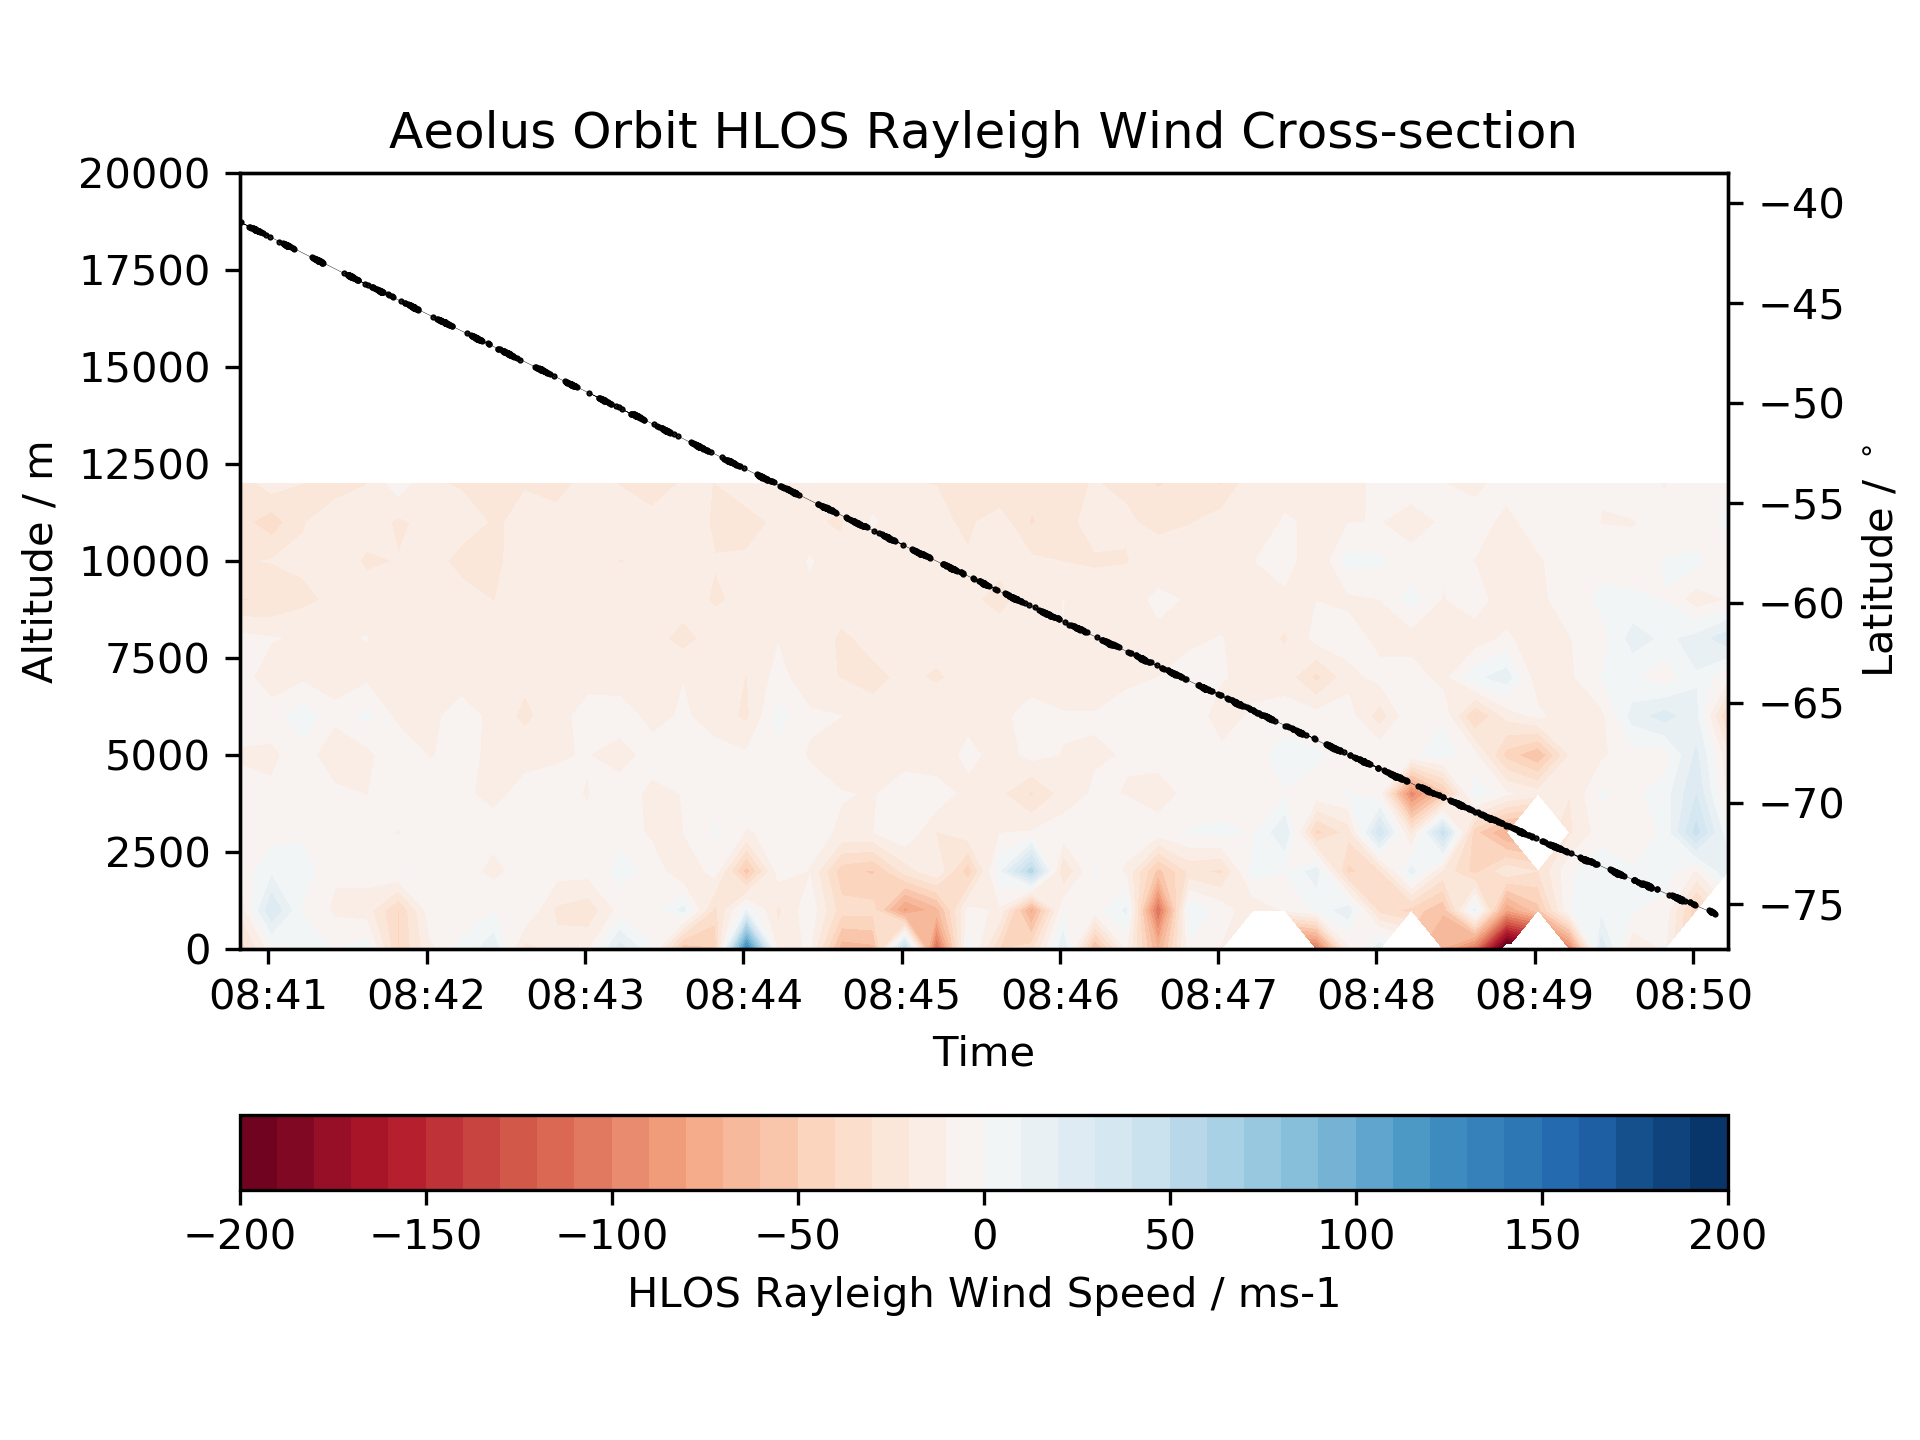 Aeolus Orbit HLOS Rayleigh Wind Cross-section
20000
17500
15000
12500
10000
7500
5000
2500
0
Altitude / m
−40
−45
−50
−55
−60
−65
−70
−75
Latitude / °
08:41 08:42 08:43 08:44 08:45 08:46 08:47 08:48 08:49 08:50
Time
−200 −150 −100 −50 0 50 100 150 200
HLOS Rayleigh Wind Speed / ms-1